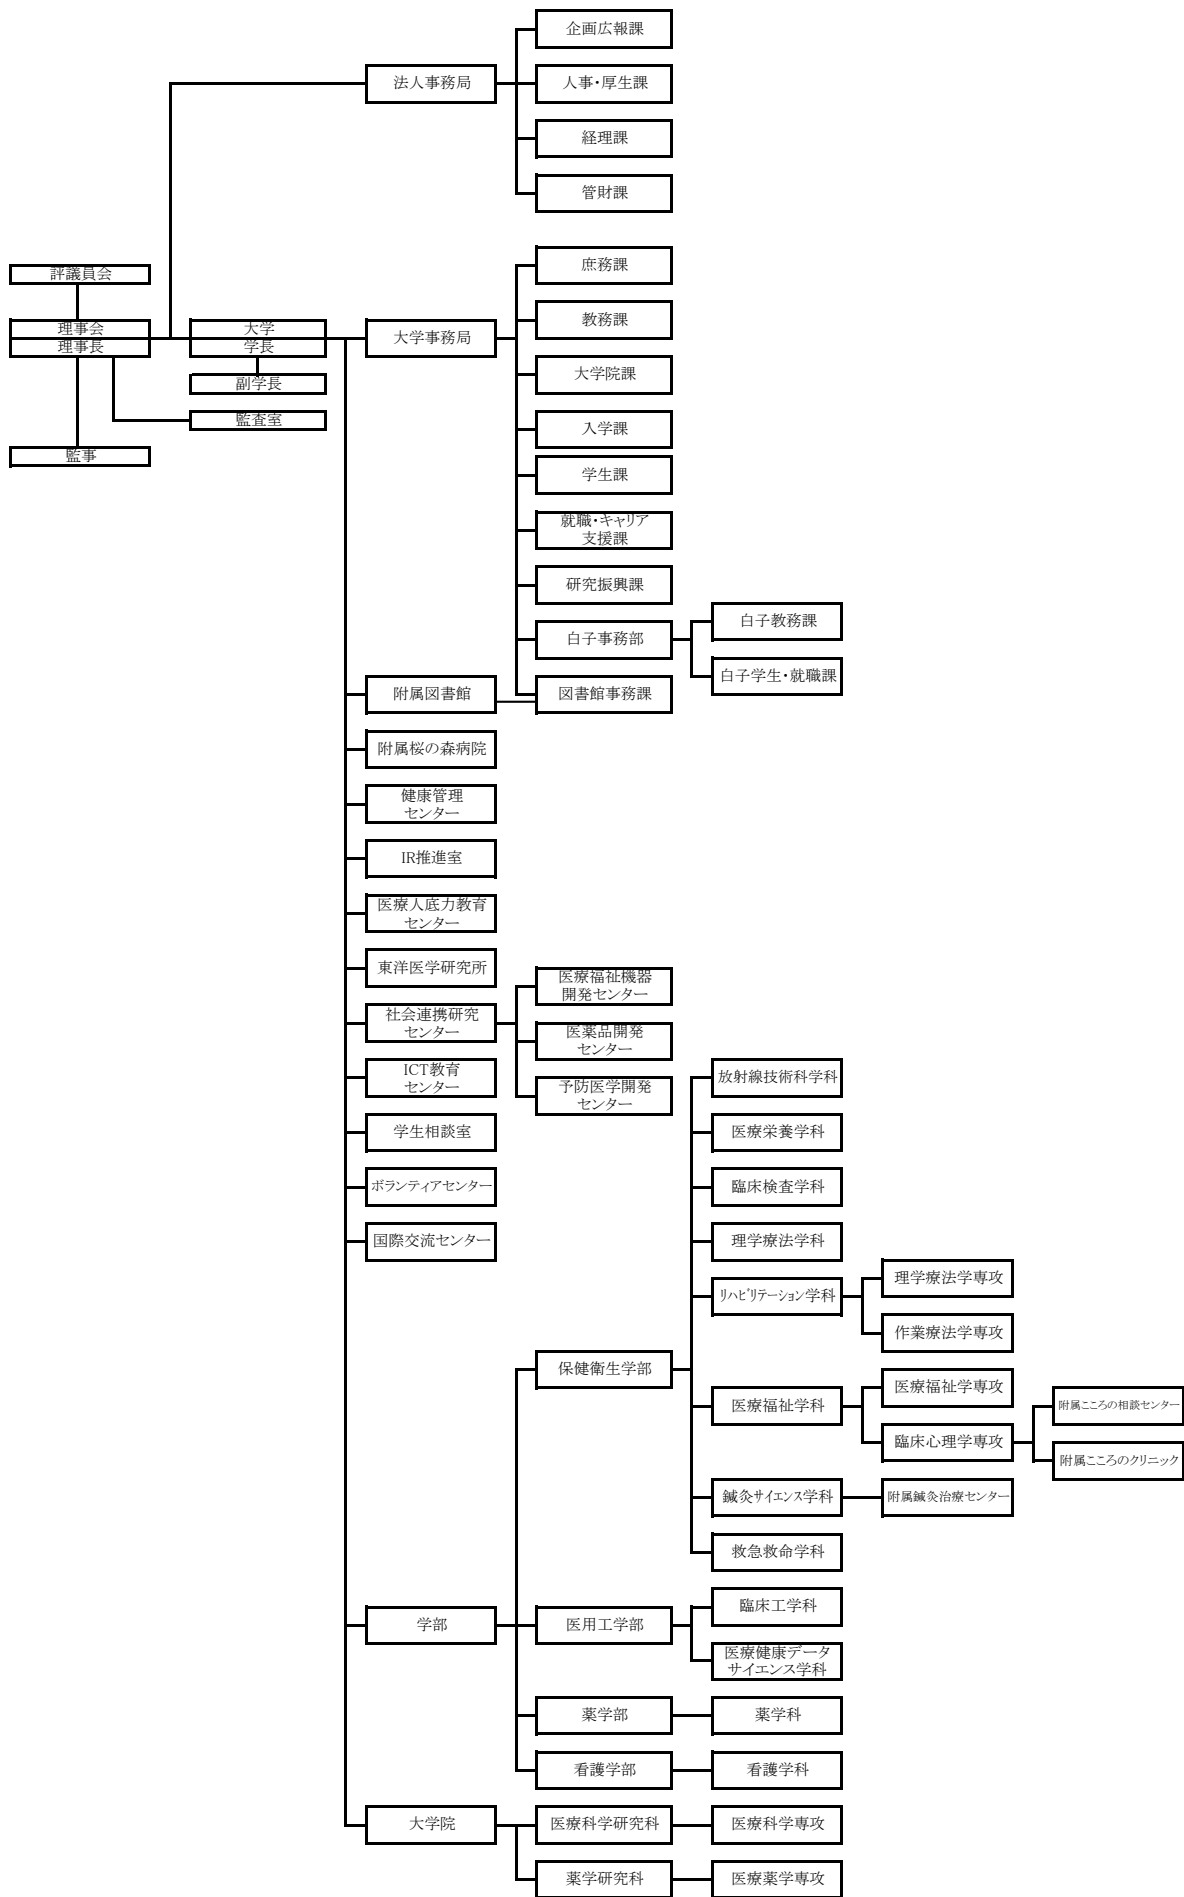 企画広報課
法人事務局
人事・厚生課
経理課
管財課
評議員会
理事会
理事長
監事
大学
学長
副学長
監査室
大学事務局
庶務課
教務課
大学院課
入学課
学生課
就職・キャリア
支援課
研究振興課
白子事務部
白子教務課
白子学生・就職課
附属図書館
図書館事務課
附属桜の森病院
健康管理
センター
IR推進室
医療人底力教育
センター
東洋医学研究所
社会連携研究
センター
医療福祉機器
開発センター
医薬品開発
センター
予防医学開発
センター
ICT教育
センター
学生相談室
ボランティアセンター
国際交流センター
学部
保健衛生学部
放射線技術科学科
医療栄養学科
臨床検査学科
理学療法学科
リハビリテーション学科
理学療法学専攻
作業療法学専攻
医療福祉学科
医療福祉学専攻
臨床心理学専攻
附属こころの相談センター
附属こころのクリニック
鍼灸サイエンス学科
附属鍼灸治療センター
救急救命学科
医用工学部
臨床工学科
医療健康データ
サイエンス学科
薬学部
薬学科
看護学部
看護学科
大学院
医療科学研究科
医療科学専攻
薬学研究科
医療薬学専攻